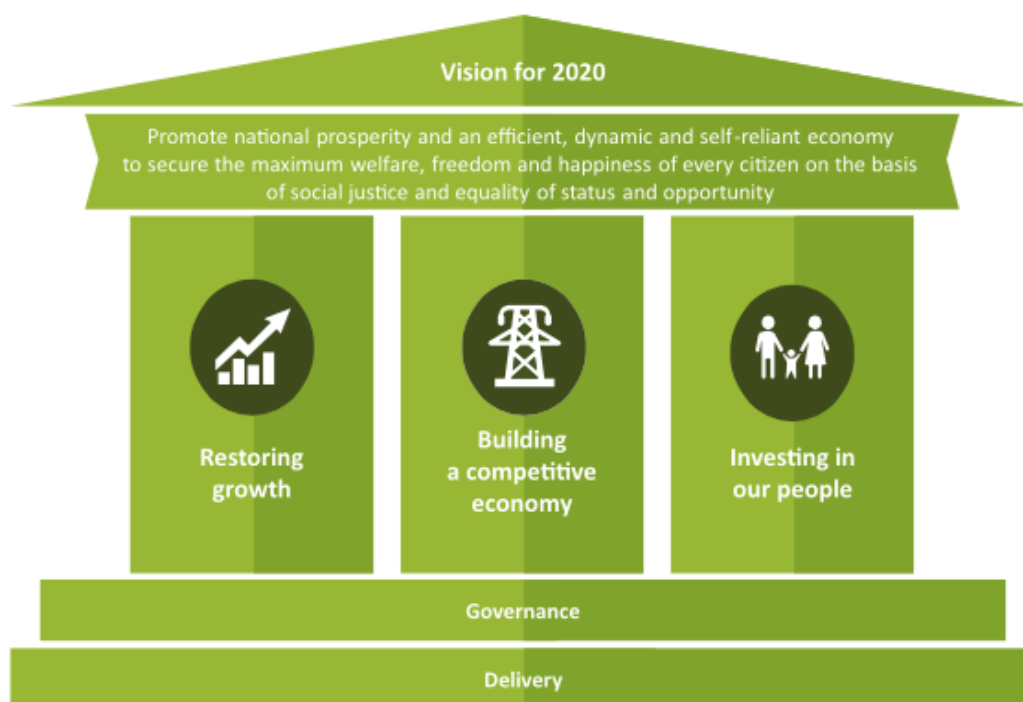 Vision for 2020
Promote national prosperity and an efficient, dynamic and self-reliant economy
to secure the maximum welfare, freedom and happiness of every citizen on the basis
of social justice and equality of status and opportunity
Restoring
growth
Building
a competitive
economy
Investing in
our people
Governance
Delivery